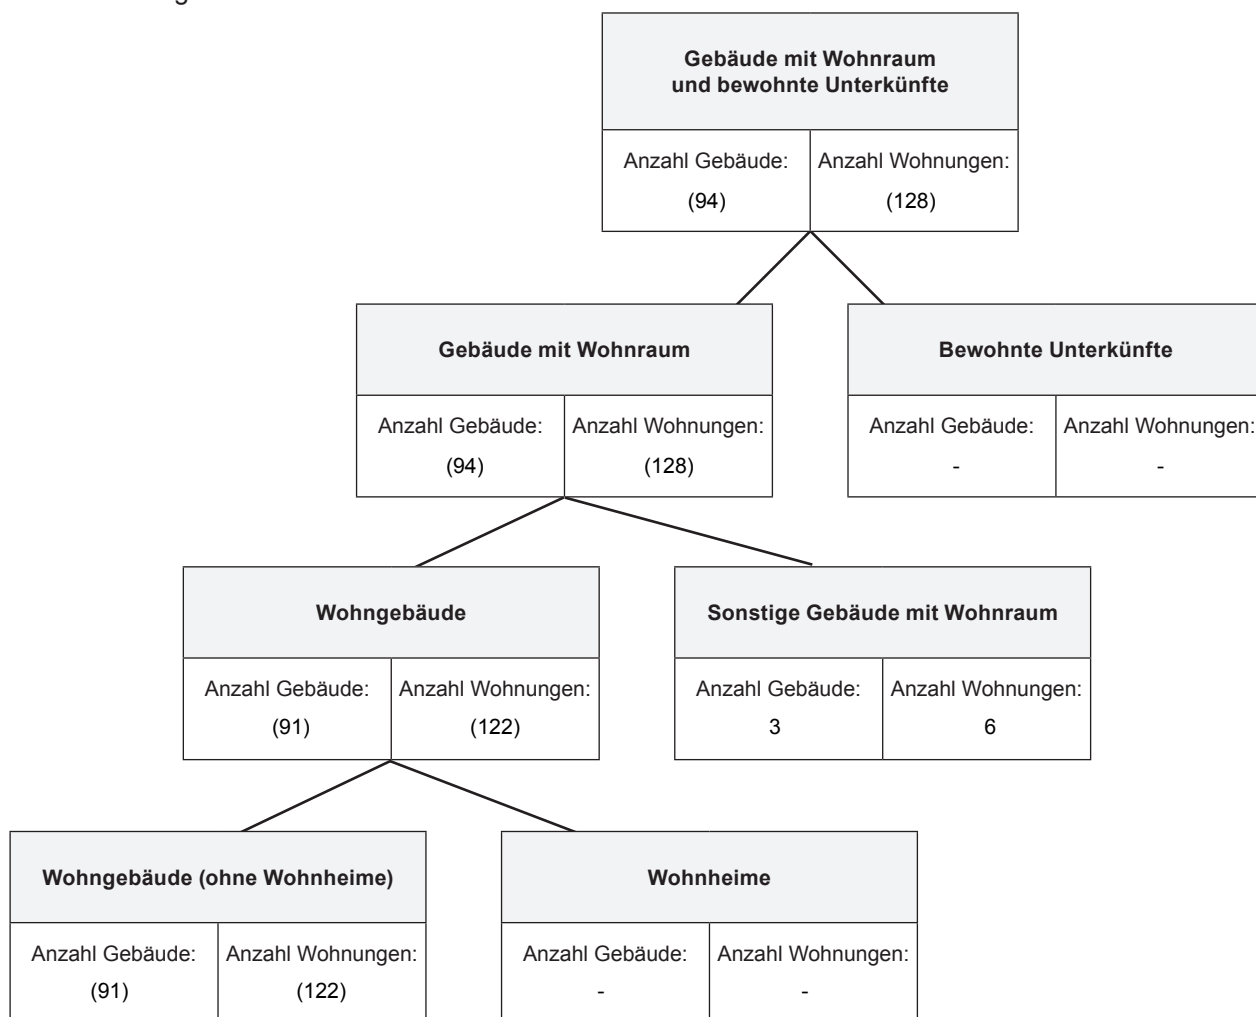 Gebäude mit Wohnraum
und bewohnte Unterkünfte
Anzahl Gebäude: Anzahl Wohnungen:
(94) (128)
Gebäude mit Wohnraum
Anzahl Gebäude: Anzahl Wohnungen:
(94) (128)
Bewohnte Unterkünfte
Anzahl Gebäude: Anzahl Wohnungen:
- -
Wohngebäude
Anzahl Gebäude: Anzahl Wohnungen:
(91) (122)
Sonstige Gebäude mit Wohnraum
Anzahl Gebäude: Anzahl Wohnungen:
3 6
Wohngebäude (ohne Wohnheime)
Anzahl Gebäude: Anzahl Wohnungen:
(91) (122)
Wohnheime
Anzahl Gebäude: Anzahl Wohnungen:
- -